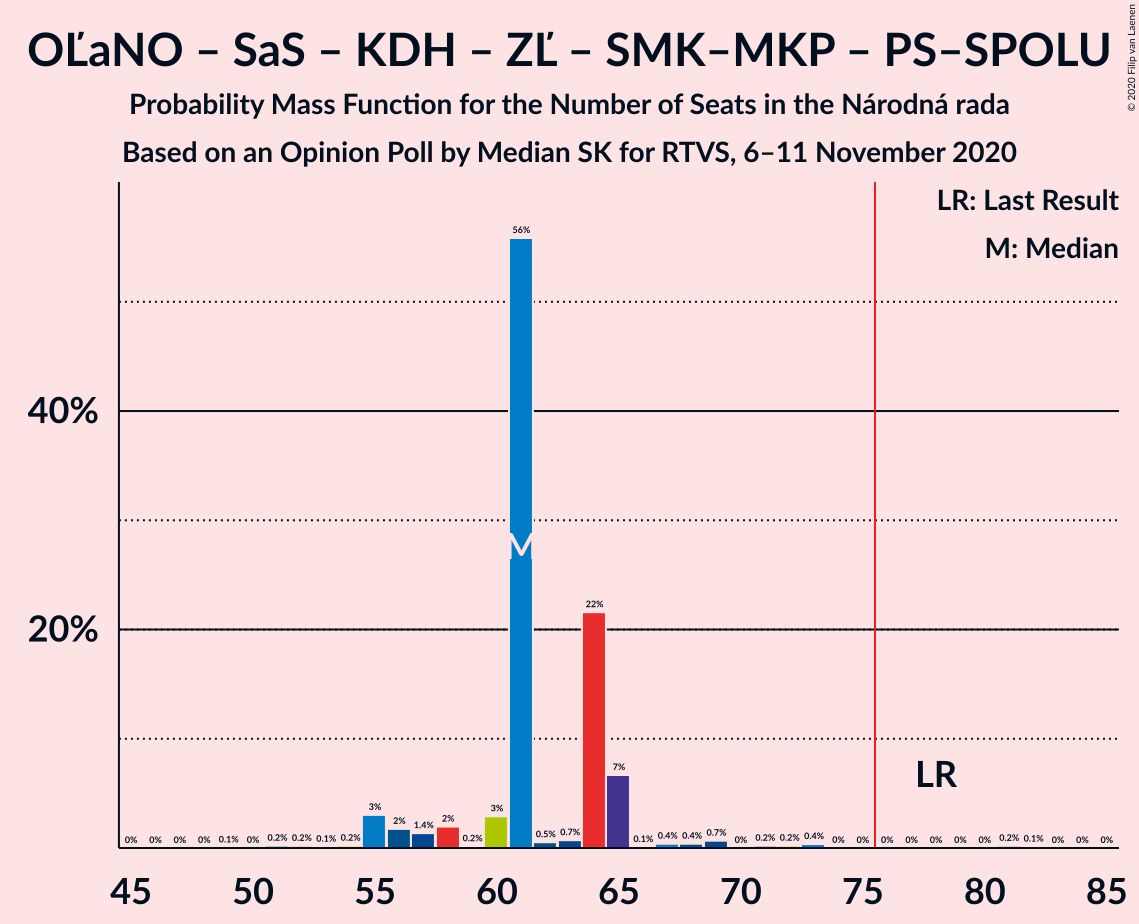 OĽaNO – SaS – KDH – ZĽ – SMK–MKP – PS–SPOLU
Probability Mass Function for the Number of Seats in the Národná rada
Based on an Opinion Poll by Median SK for RTVS, 6–11 November 2020
© 2020 Filip van Laenen
LR: Last Result
M: Median
56%
40%
M
22%
20%
7%
LR
0% 0% 0% 0% 0.1% 0% 0.2% 0.2% 0.1% 0.2% 3% 2% 1.4% 2% 0.2% 3% 0.5% 0.7% 0.1% 0.4% 0.4% 0.7% 0% 0.2% 0.2% 0.4% 0% 0% 0% 0% 0% 0% 0% 0.2% 0.1% 0% 0% 0%
45 50 55 60 65 70 75 80 85